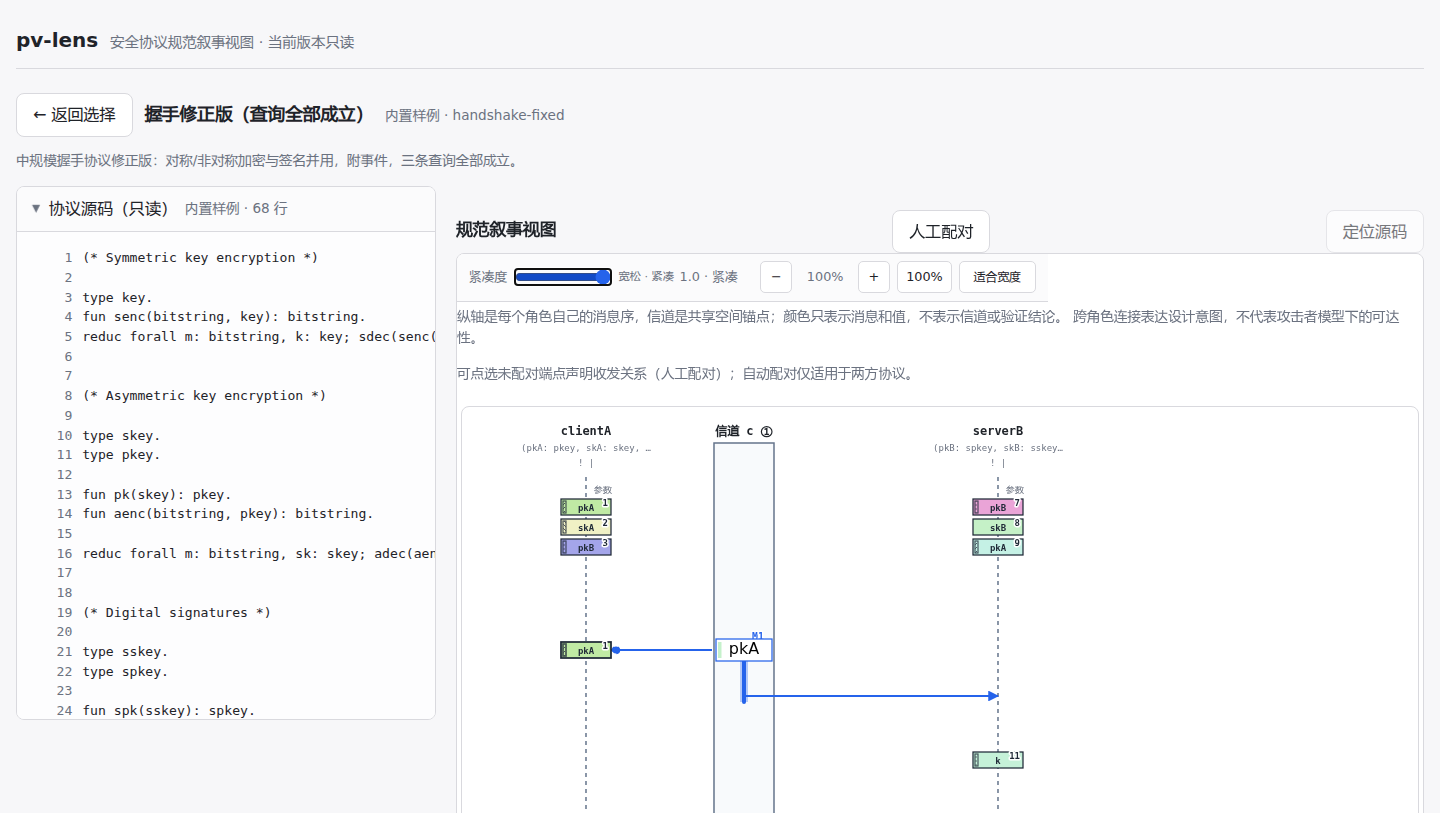 pv-lens 安全协议规范叙事视图 · 当前版本只读
← 返回选择 握手修正版（查询全部成立） 内置样例 · handshake-fixed
中规模握手协议修正版：对称/非对称加密与签名并用，附事件，三条查询全部成立。
▼ 协议源码（只读） 内置样例 · 68 行
1 (* Symmetric key encryption *)
2
3 type key.
4 fun senc(bitstring, key): bitstring.
5 reduc forall m: bitstring, k: key; sdec(senc(
6
7
8 (* Asymmetric key encryption *)
9
10 type skey.
11 type pkey.
12
13 fun pk(skey): pkey.
14 fun aenc(bitstring, pkey): bitstring.
15
16 reduc forall m: bitstring, sk: skey; adec(aen
17
18
19 (* Digital signatures *)
20
21 type sskey.
22 type spkey.
23
24 fun spk(sskey): spkey.
规范叙事视图 人工配对 定位源码
紧凑度 宽松 · 紧凑 1.0 · 紧凑 − 100% + 100% 适合宽度
纵轴是每个角色自己的消息序，信道是共享空间锚点；颜色只表示消息和值，不表示信道或验证结论。 跨角色连接表达设计意图，不代表攻击者模型下的可达
性。
可点选未配对端点声明收发关系（人工配对）；自动配对仅适用于两方协议。
clientA 信道 c ① serverB
(pkA: pkey, skA: skey, … (pkB: spkey, skB: sskey…
! | ! |
参数 参数
pkA 1 pkB 7
skA 2 skB 8
pkB 3 pkA 9
M1
pkA 1 pkA
k 11